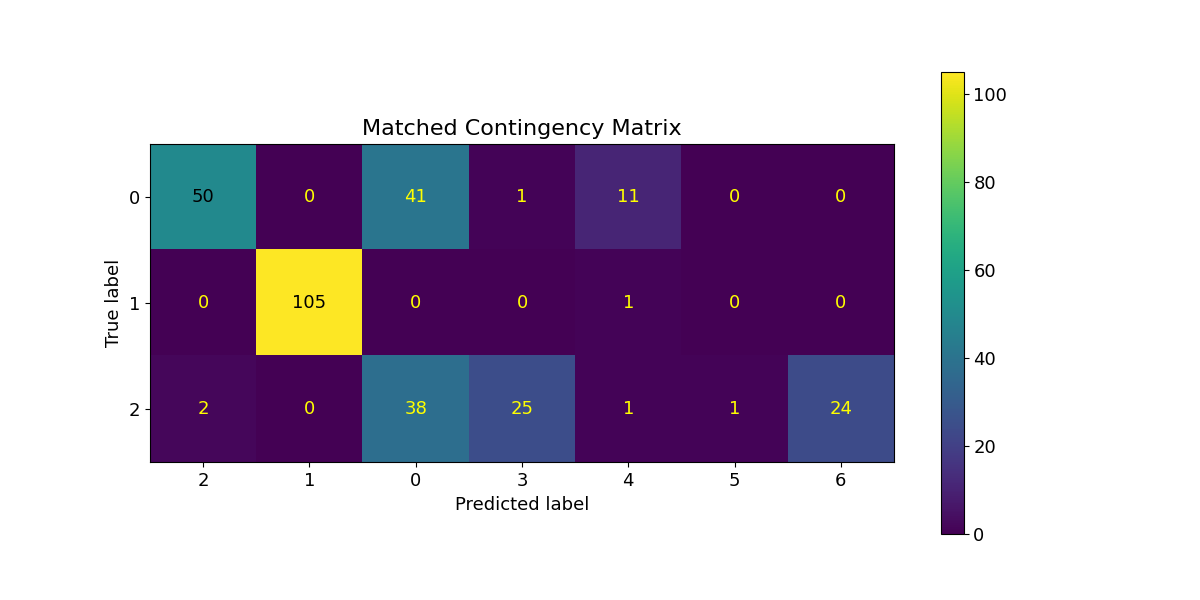 Matched Contingency Matrix
True label
0 50 0 41 1 11 0 0
1 0 105 0 0 1 0 0
2 2 0 38 25 1 1 24
2 1 0 3 4 5 6
Predicted label
100
80
60
40
20
0